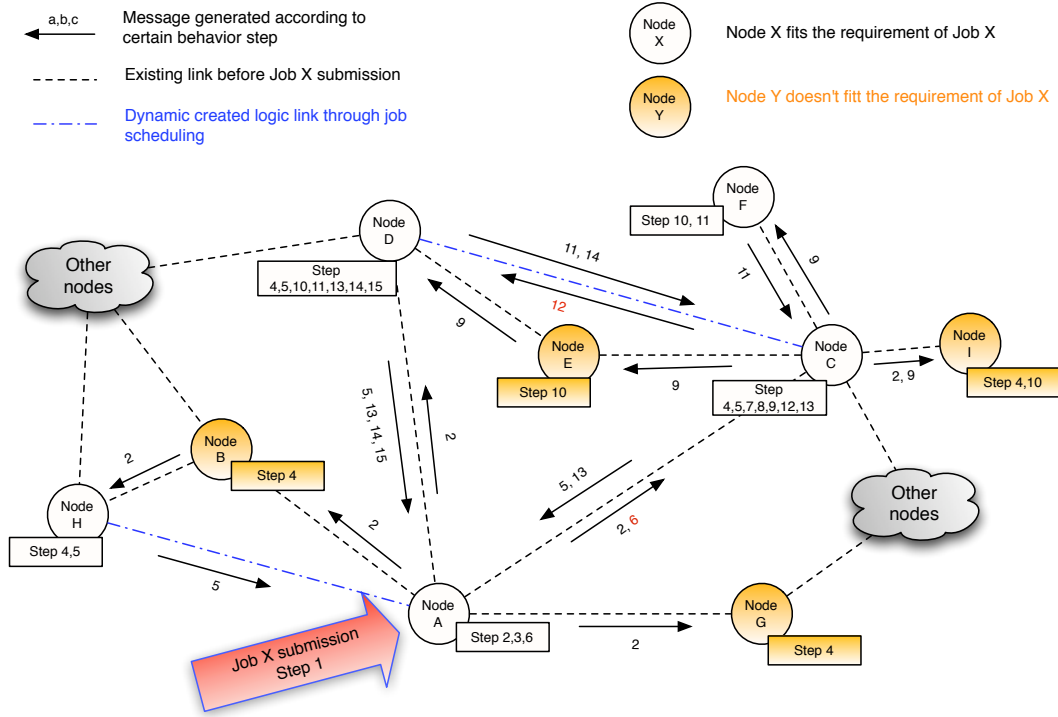 a,b,c
Message generated according to
certain behavior step
Existing link before Job X submission
Dynamic created logic link through job
scheduling
Node
X
Node X fits the requirement of Job X
Node
Y
Node Y doesn't fitt the requirement of Job X
Node
F
Step 10, 11
Node
D
Step
4,5,10,11,13,14,15
Other
nodes
11, 14
12
11
9
9
Node
E
Step 10
9
Node
C
Step
4,5,7,8,9,12,13
2, 9
Node
I
Step 4,10
5, 13, 14, 15
2
Node
B
Step 4
2
Node
H
Step 4,5
5
2
5, 13
2, 6
Other
nodes
Node
A
Step 2,3,6
2
Node
G
Step 4
Job X submission
Step 1